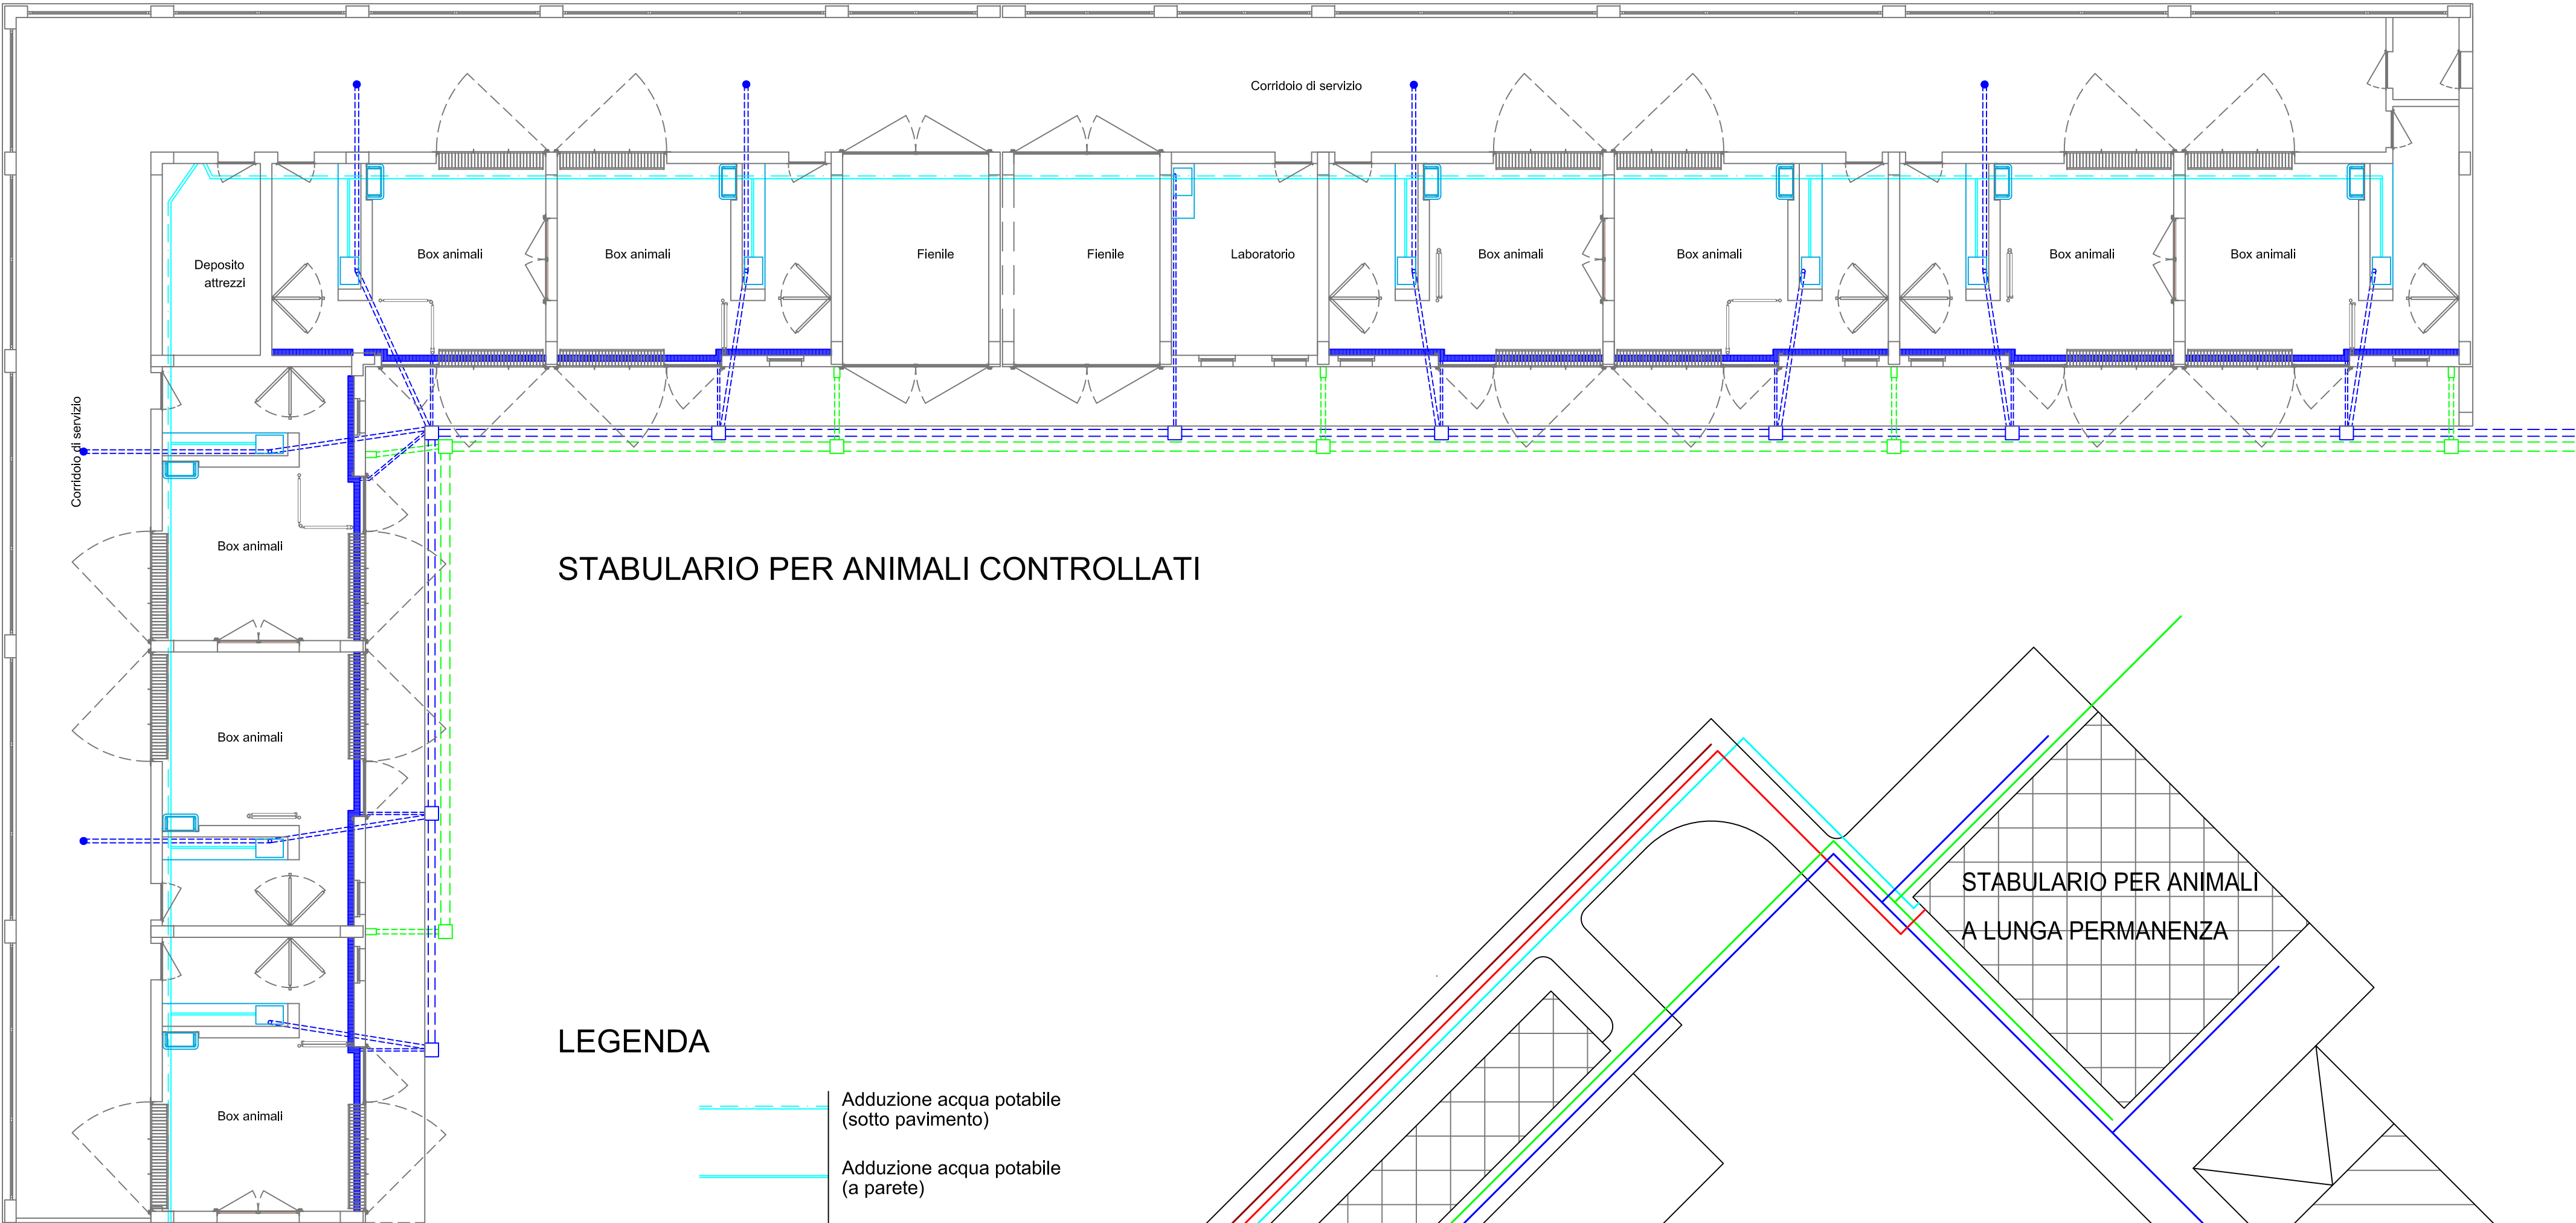 Corridolo di servizio
Deposito
attrezzi
Box animali
Box animali
Fienile
Fienile
Laboratorio
Box animali
Box animali
Box animali
Box animali
Corridolo di servizio
Box animali
Box animali
Box animali
STABULARIO PER ANIMALI CONTROLLATI
STABULARIO PER ANIMALI
A LUNGA PERMANENZA
LEGENDA
Adduzione acqua potabile
(sotto pavimento)
Adduzione acqua potabile
(a parete)